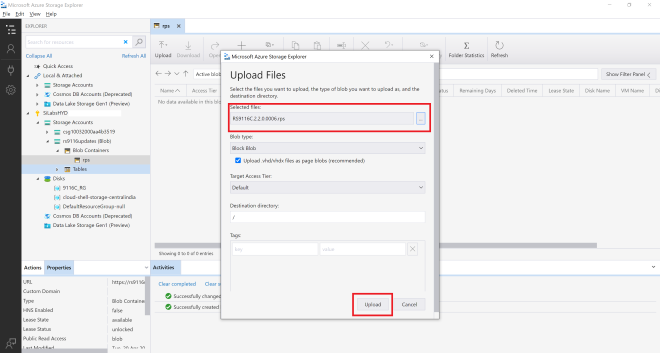 Microsoft Azure Storage Explorer
File Edit View Help
EXPLORER
Search for resources
Collapse All Refresh All
Quick Access
Local & Attached
Storage Accounts
Cosmos DB Accounts (Deprecated)
Data Lake Storage Gen1 (Preview)
SiLabsHYD
Storage Accounts
csg10032000aa4b3519
rs9116updates (Blob)
Blob Containers
rps
Tables
Disks
9116C_RG
cloud-shell-storage-centralindia
DefaultResourceGroup-null
Cosmos DB Accounts (Deprecated)
Data Lake Storage Gen1 (Preview)
Actions Properties
URL https://rs9116
Custom Domain
Type Blob Containe
HNS Enabled false
Lease State available
Lease Status unlocked
Public Read Access blob
Last Modified
rps
Upload Download
Folder Statistics Refresh
Active blob
Show Filter Panel
Name Access Tier
Status Remaining Days Deleted Time Lease State Disk Name VM Name
No data available in this blo
Showing 0 to 0 of 0 entries
Activities
Clear completed
Successfully changed
Successfully created
Microsoft Azure Storage Explorer
Upload Files
Select the files you want to upload, the type of blob you want to upload as, and the
destination directory.
Selected files:
RS9116C.2.2.0.0006.rps
...
Blob type:
Block Blob
Upload .vhd/vhdx files as page blobs (recommended)
Target Access Tier:
Default
Destination directory:
/
Tags:
key value
Upload Cancel